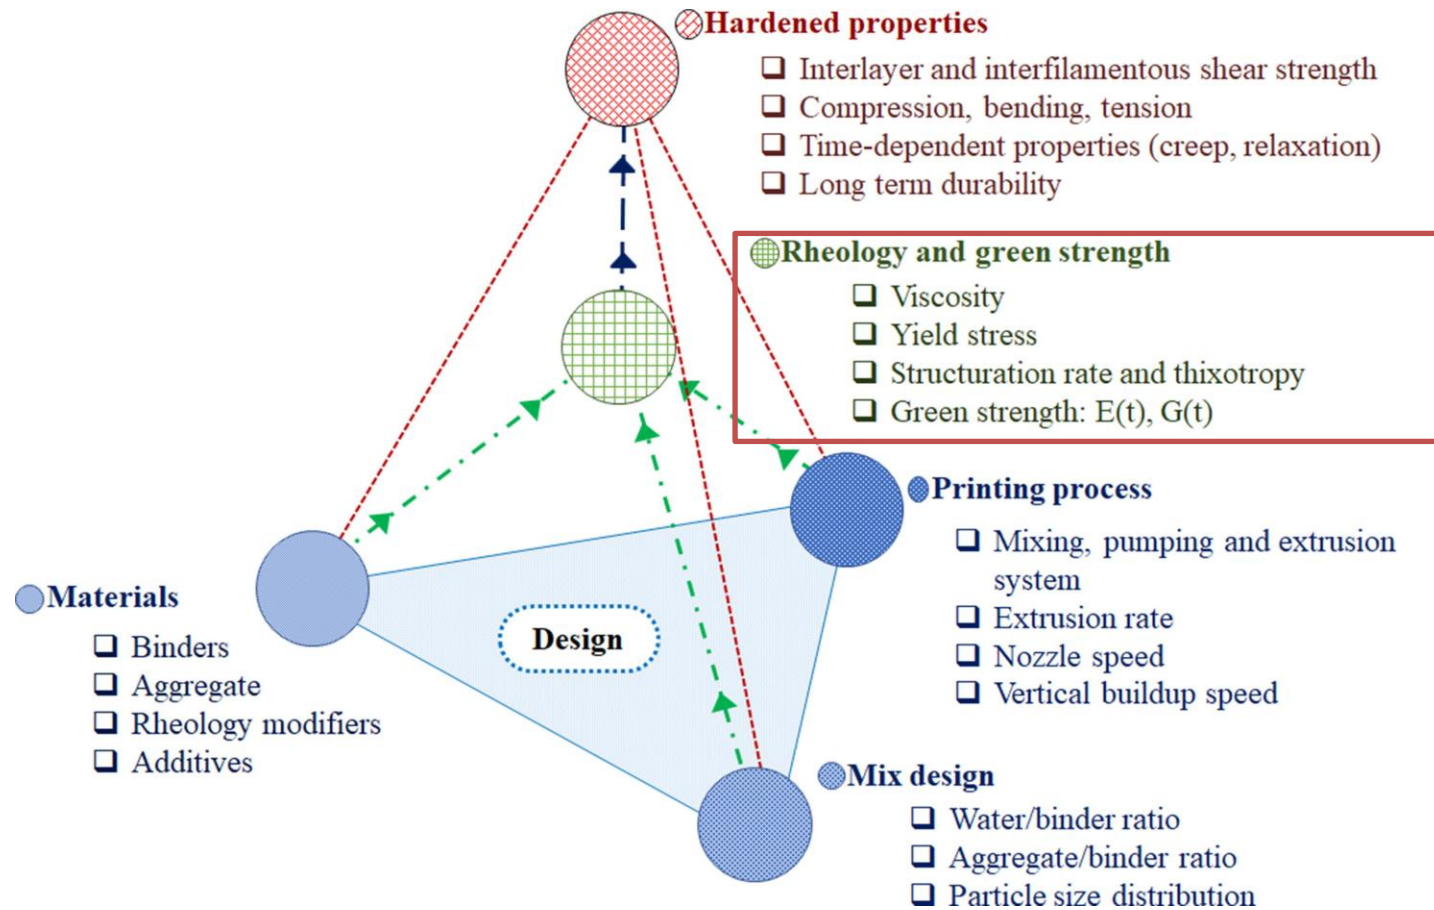 Hardened properties
Interlayer and interfilamentous shear strength
Compression, bending, tension
Time-dependent properties (creep, relaxation)
Long term durability
Rheology and green strength
Viscosity
Yield stress
Structuration rate and thixotropy
Green strength: E(t), G(t)
Printing process
Mixing, pumping and extrusion
system
Extrusion rate
Nozzle speed
Vertical buildup speed
Materials
Binders
Aggregate
Rheology modifiers
Additives
Design
Mix design
Water/binder ratio
Aggregate/binder ratio
Particle size distribution